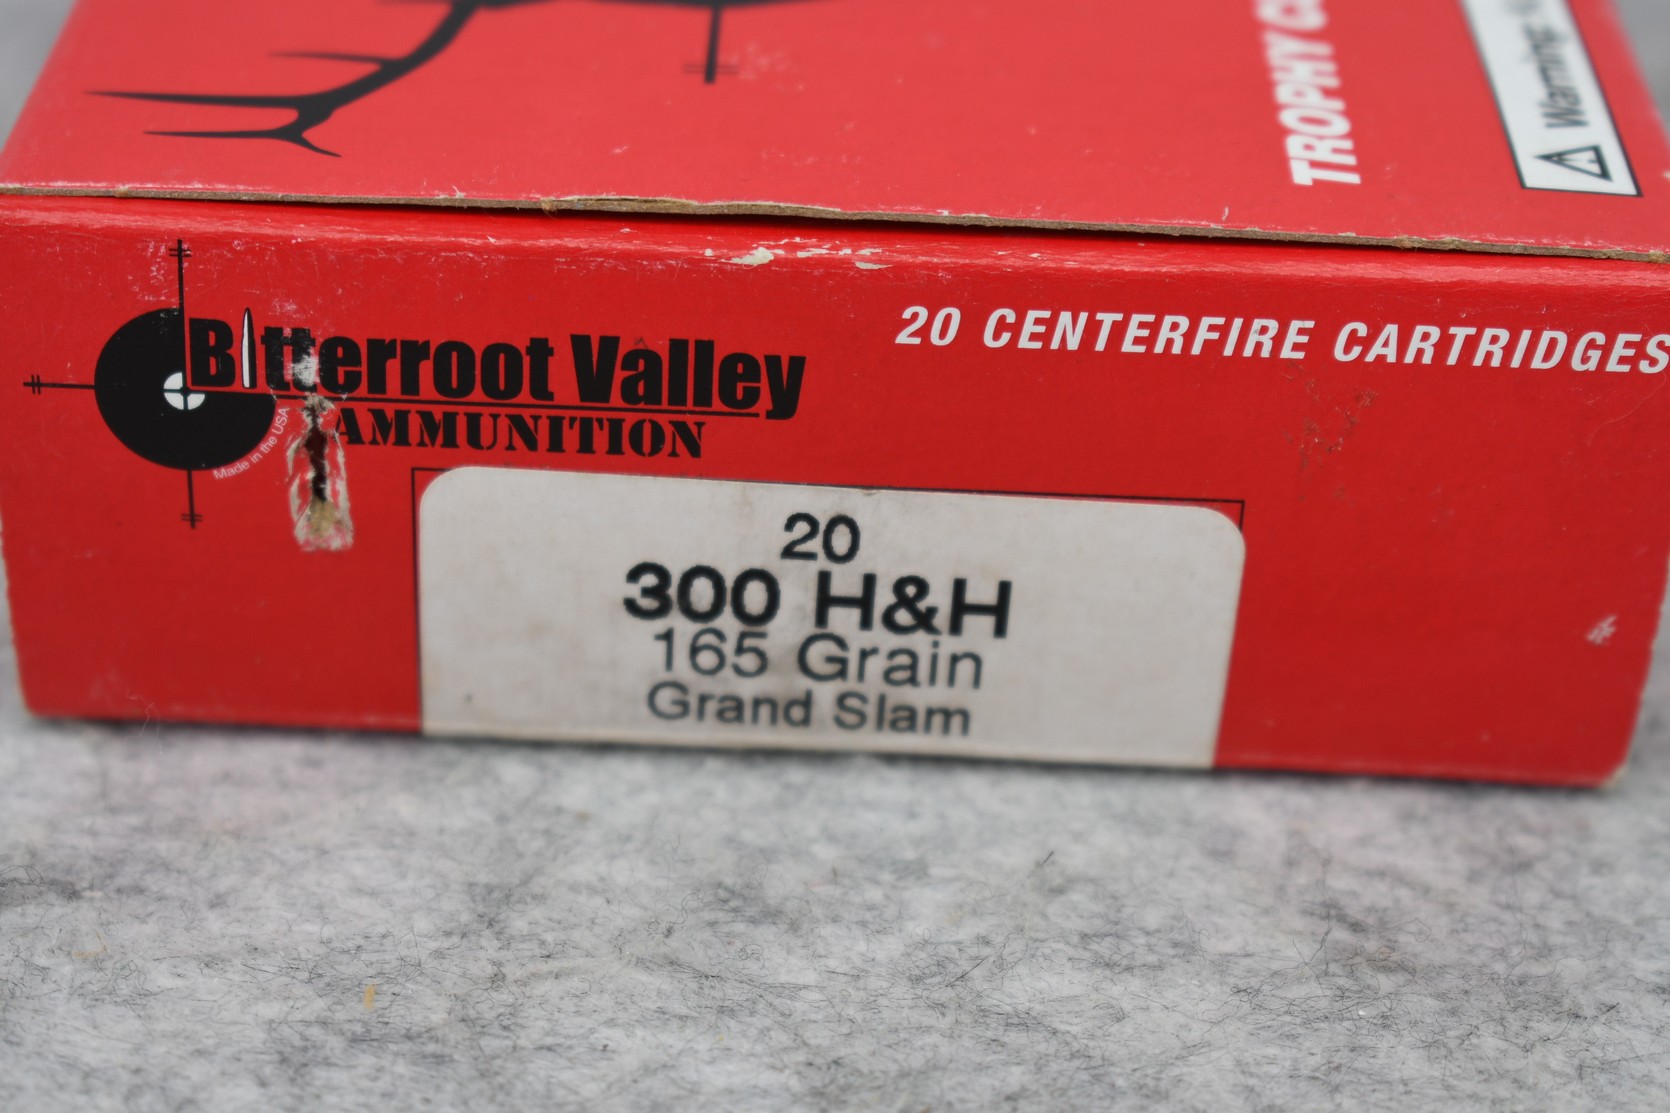 TROPHY
Warning:
Bitterroot Valley
AMMUNITION
Made in the USA
20 CENTERFIRE CARTRIDGES
20
300 H&H
165 Grain
Grand Slam